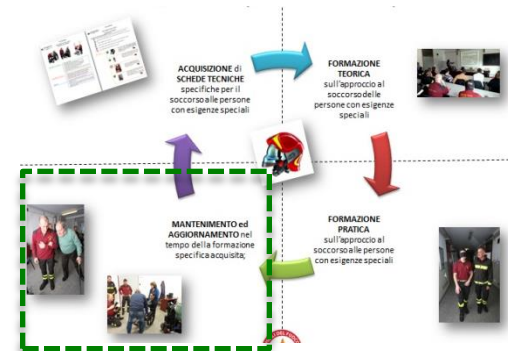 ACQUISIZIONE di
SCHEDE TECNICHE
specifiche per il
soccorso alle persone
con esigenze speciali
FORMAZIONE
TEORICA
sull'approccio al
soccorso delle
persone con esigenze
speciali
MANTENIMENTO ed
AGGIORNAMENTO nel
tempo della formazione
specifica acquisita;
FORMAZIONE
PRATICA
sull'approccio al
soccorso alle persone
con esigenze speciali